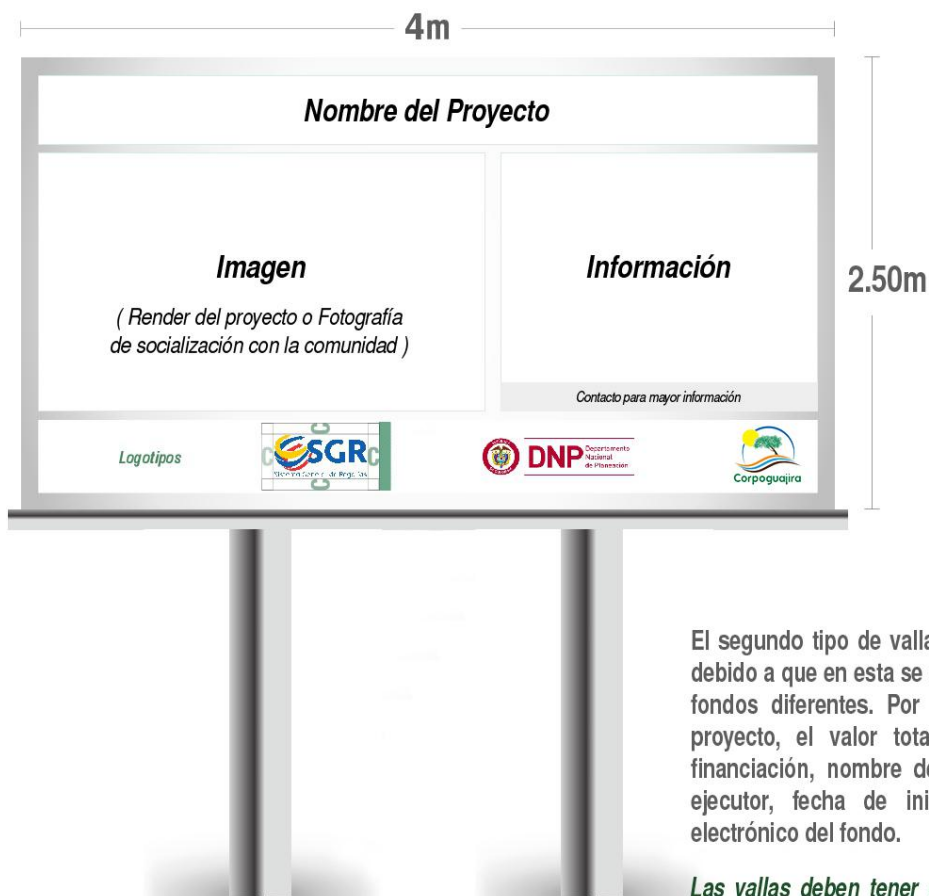 4m
Nombre del Proyecto
Imagen
( Render del proyecto o Fotografía
de socialización con la comunidad )
Información
2.50m
Contacto para mayor información
Logotipos
SGR
DNP
Departamento
Nacional
de Planeación
Corpoguajira
El segundo tipo de valla
debido a que en esta se
fondos diferentes. Por
proyecto, el valor tota
financiación, nombre de
ejecutor, fecha de ini
electrónico del fondo.
Las vallas deben tener